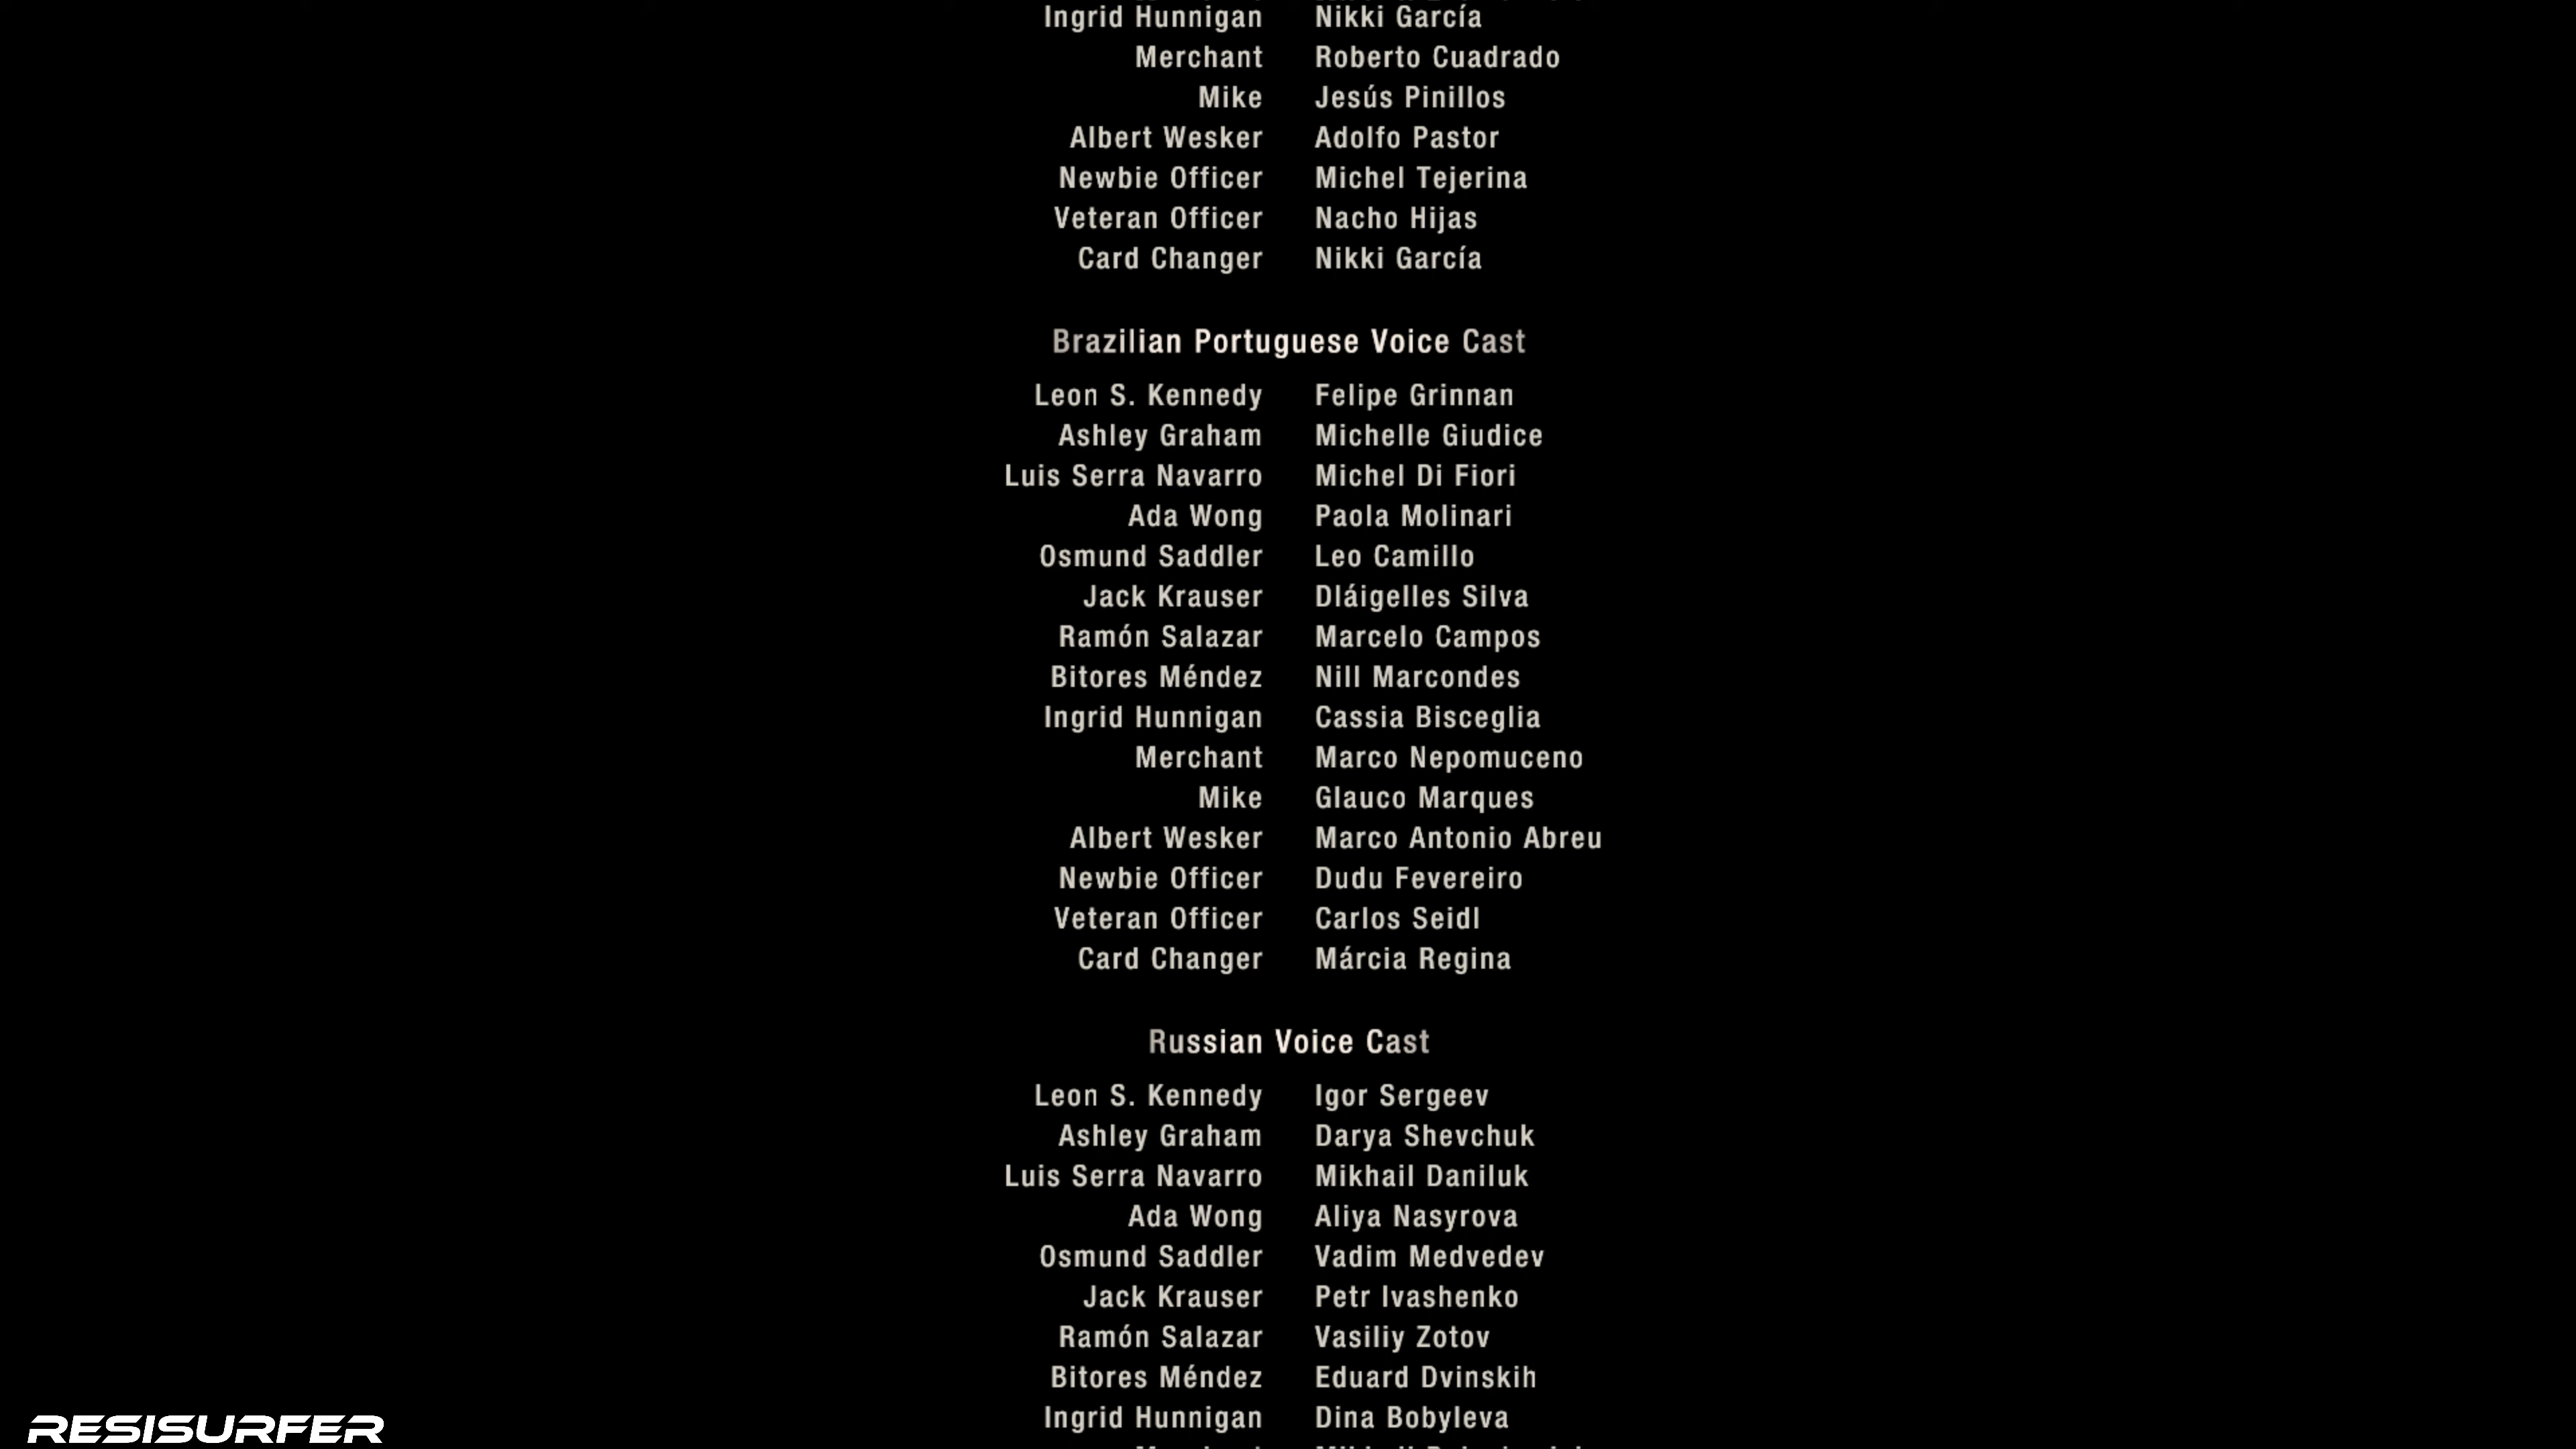 Ingrid Hunnigan Nikki García
Merchant Roberto Cuadrado
Mike Jesús Pinillos
Albert Wesker Adolfo Pastor
Newbie Officer Michel Tejerina
Veteran Officer Nacho Hijas
Card Changer Nikki García
Brazilian Portuguese Voice Cast
Leon S. Kennedy Felipe Grinnan
Ashley Graham Michelle Giudice
Luis Serra Navarro Michel Di Fiori
Ada Wong Paola Molinari
Osmund Saddler Leo Camillo
Jack Krauser Dláigelles Silva
Ramón Salazar Marcelo Campos
Bitores Méndez Nill Marcondes
Ingrid Hunnigan Cassia Bisceglia
Merchant Marco Nepomuceno
Mike Glauco Marques
Albert Wesker Marco Antonio Abreu
Newbie Officer Dudu Fevereiro
Veteran Officer Carlos Seidl
Card Changer Márcia Regina
Russian Voice Cast
Leon S. Kennedy Igor Sergeev
Ashley Graham Darya Shevchuk
Luis Serra Navarro Mikhail Daniluk
Ada Wong Aliya Nasyrova
Osmund Saddler Vadim Medvedev
Jack Krauser Petr Ivashenko
Ramón Salazar Vasiliy Zotov
Bitores Méndez Eduard Dvinskih
Ingrid Hunnigan Dina Bobyleva
RESISURFER